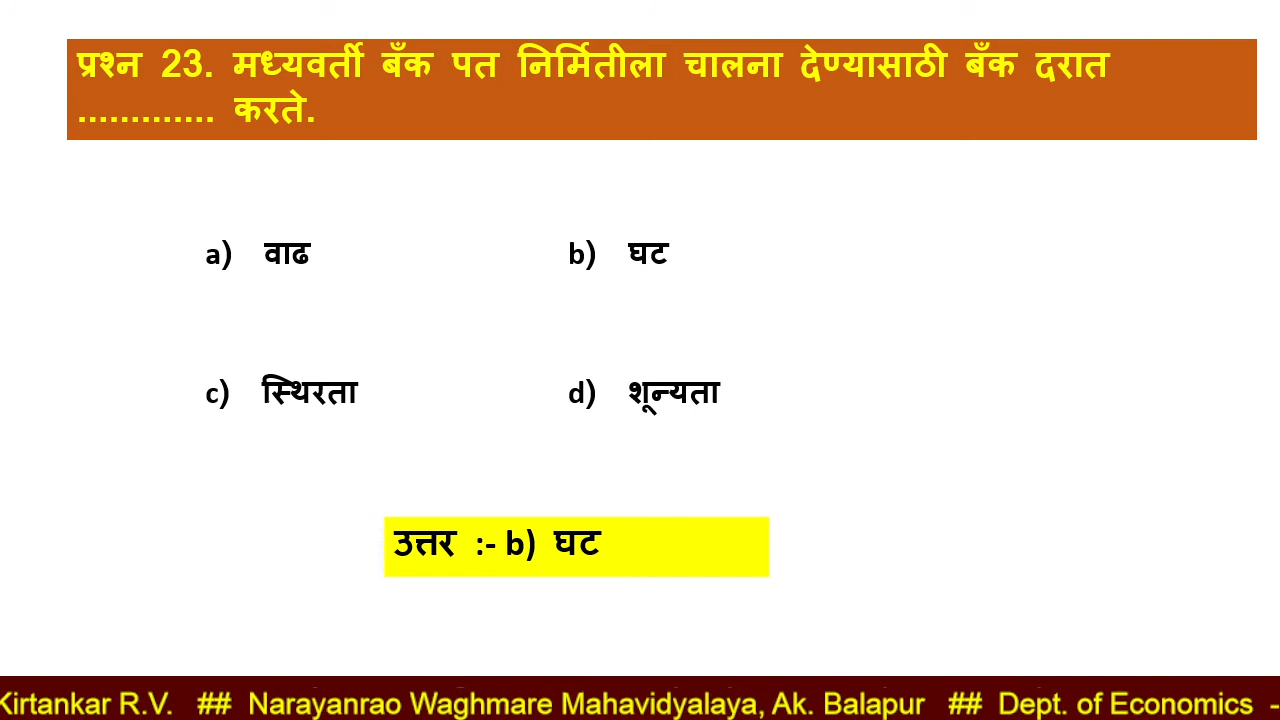 प्रश्न 23. मध्यवर्ती बँक पत निर्मितीला चालना देण्यासाठी बँक दरात
............. करते.
a) वाढ b) घट
c) स्थिरता d) शून्यता
उत्तर :- b) घट
Kirtankar R.V. ## Narayanrao Waghmare Mahavidyalaya, Ak. Balapur ## Dept. of Economics -